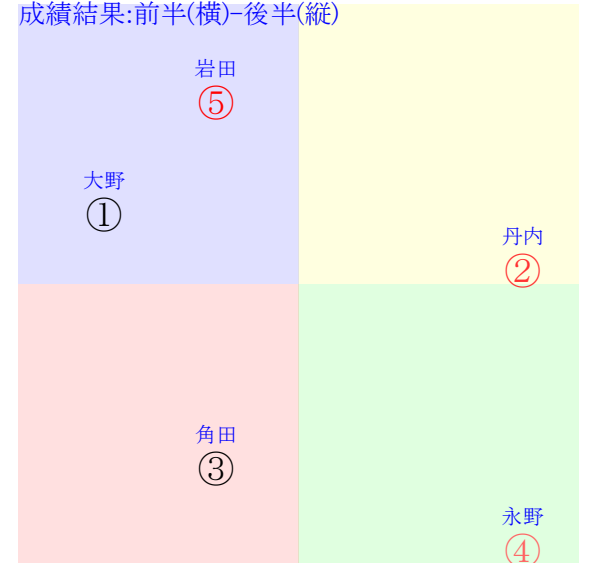 成績結果:前半(横)-後半(縦)
岩田
⑤
大野
①
丹内
②
角田
③
永野
④